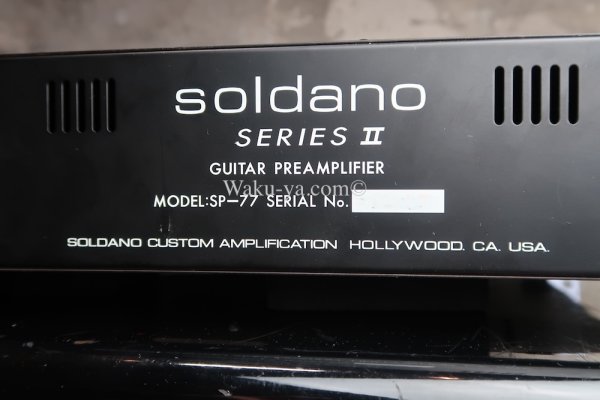 soldano
SERIES II
GUITAR PREAMPLIFIER
Waku-ya.com©
MODEL:SP-77 SERIAL No.
SOLDANO CUSTOM AMPLIFICATION HOLLYWOOD. CA. USA.